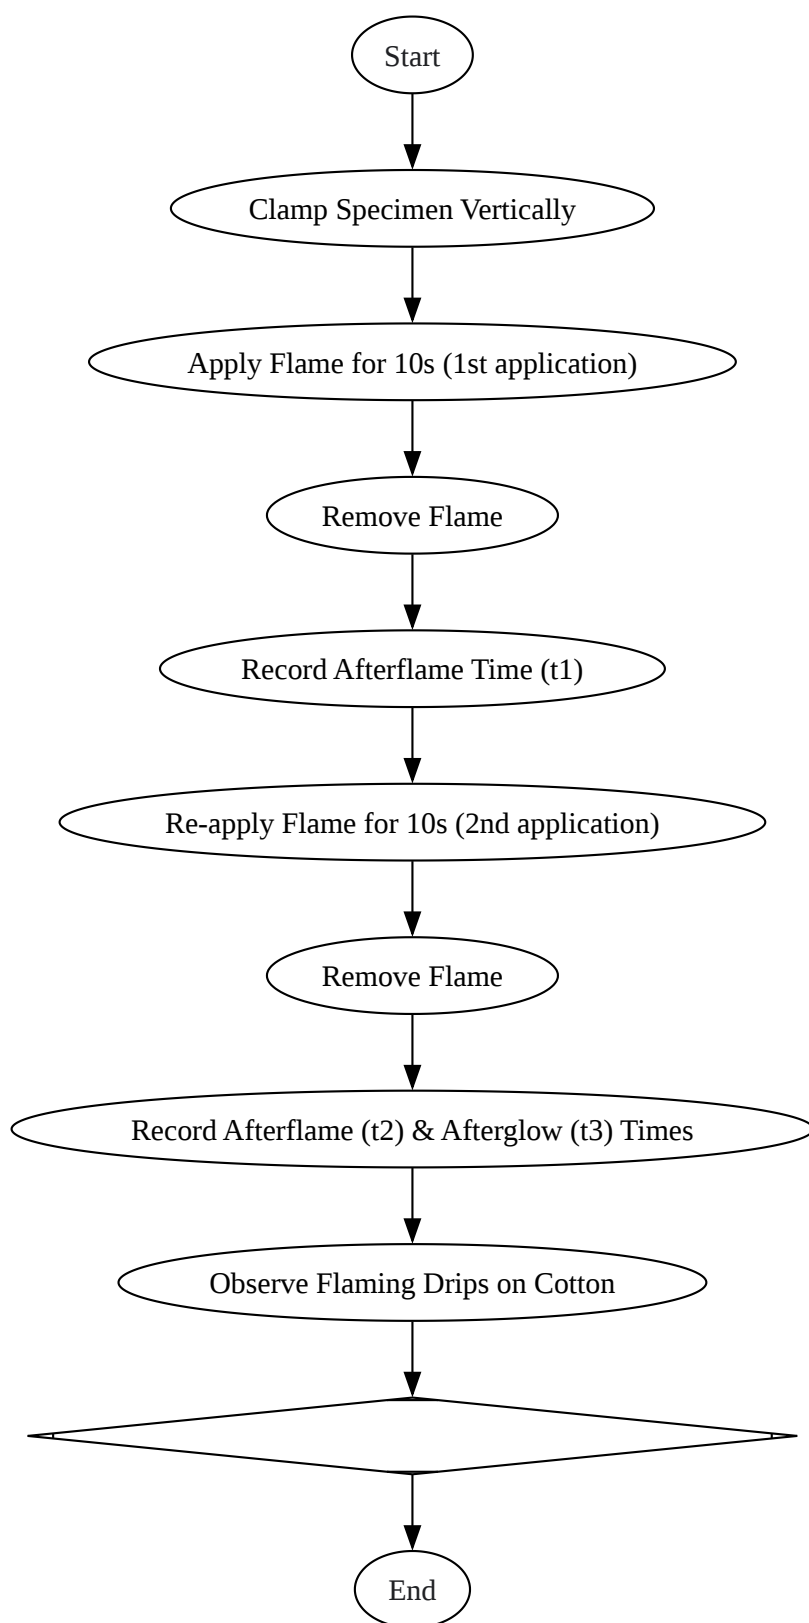 Start
Clamp Specimen Vertically
Apply Flame for 10s (1st application)
Remove Flame
Record Afterflame Time (t1)
Re-apply Flame for 10s (2nd application)
Remove Flame
Record Afterflame (t2) & Afterglow (t3) Times
Observe Flaming Drips on Cotton
End